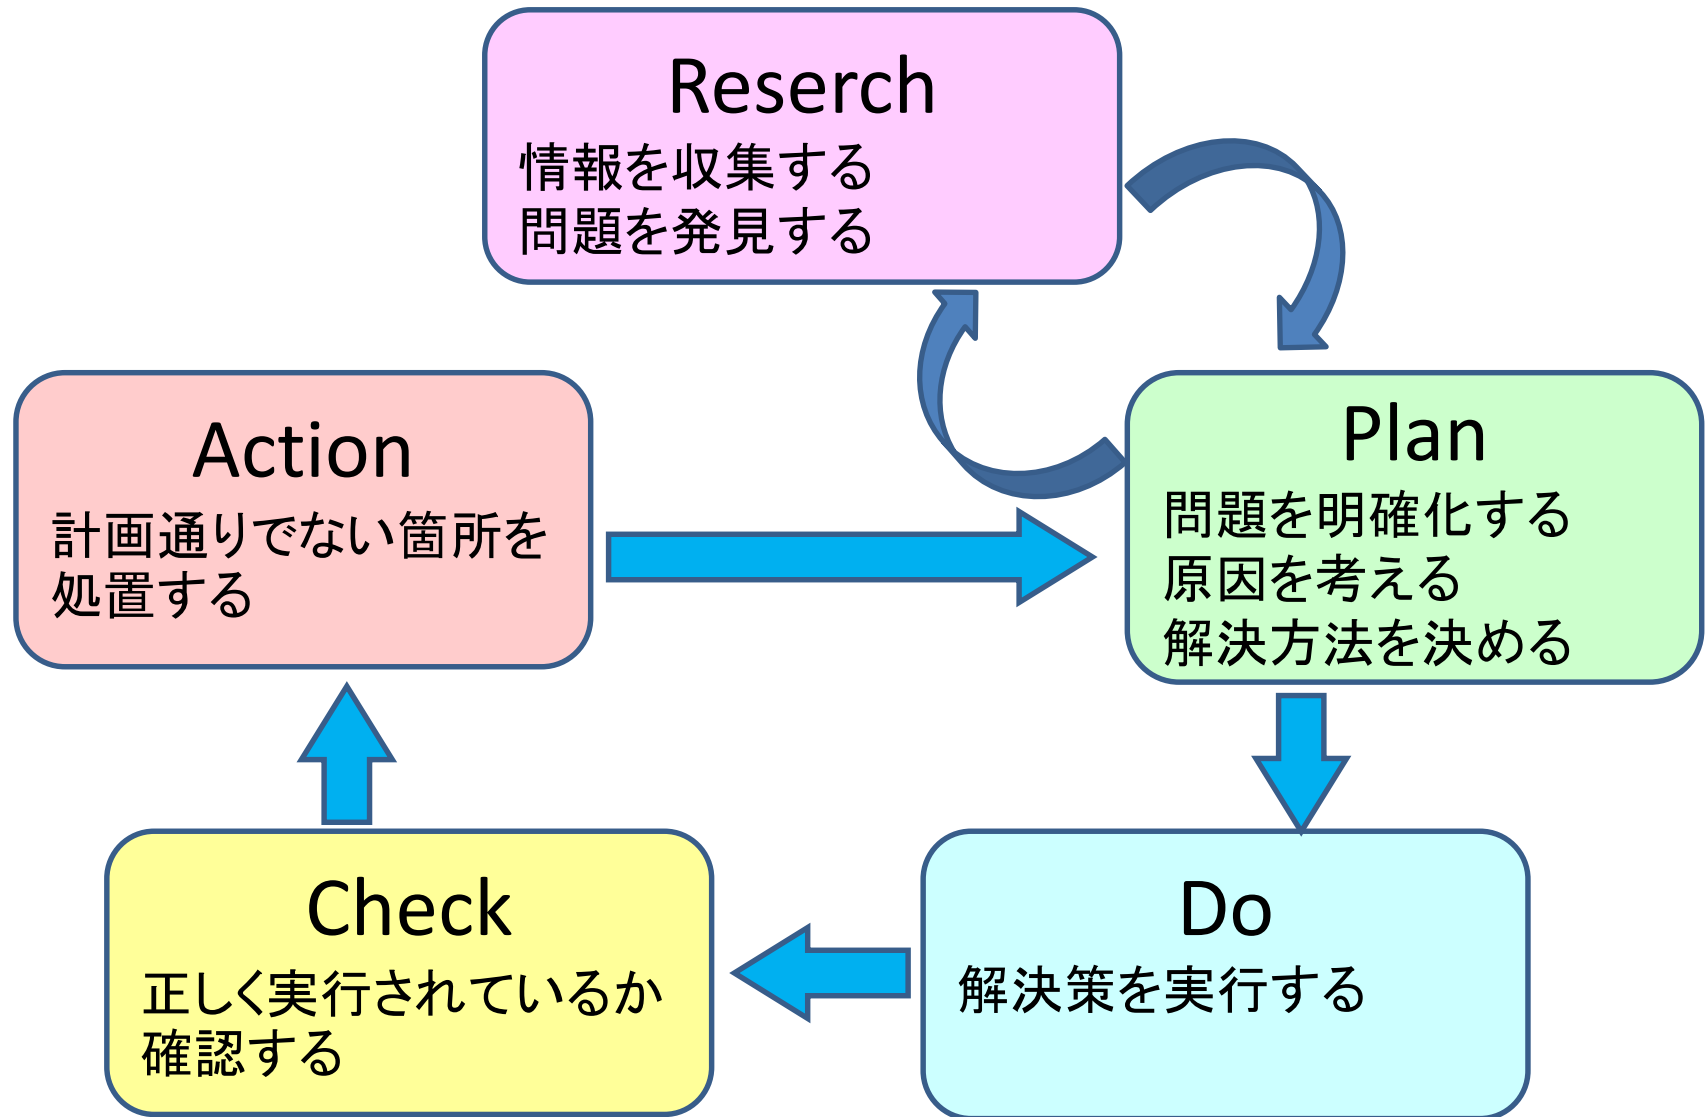 Reserch
情報を収集する
問題を発見する
Action
計画通りでない箇所を
処置する
Plan
問題を明確化する
原因を考える
解決方法を決める
Check
正しく実行されているか
確認する
Do
解決策を実行する